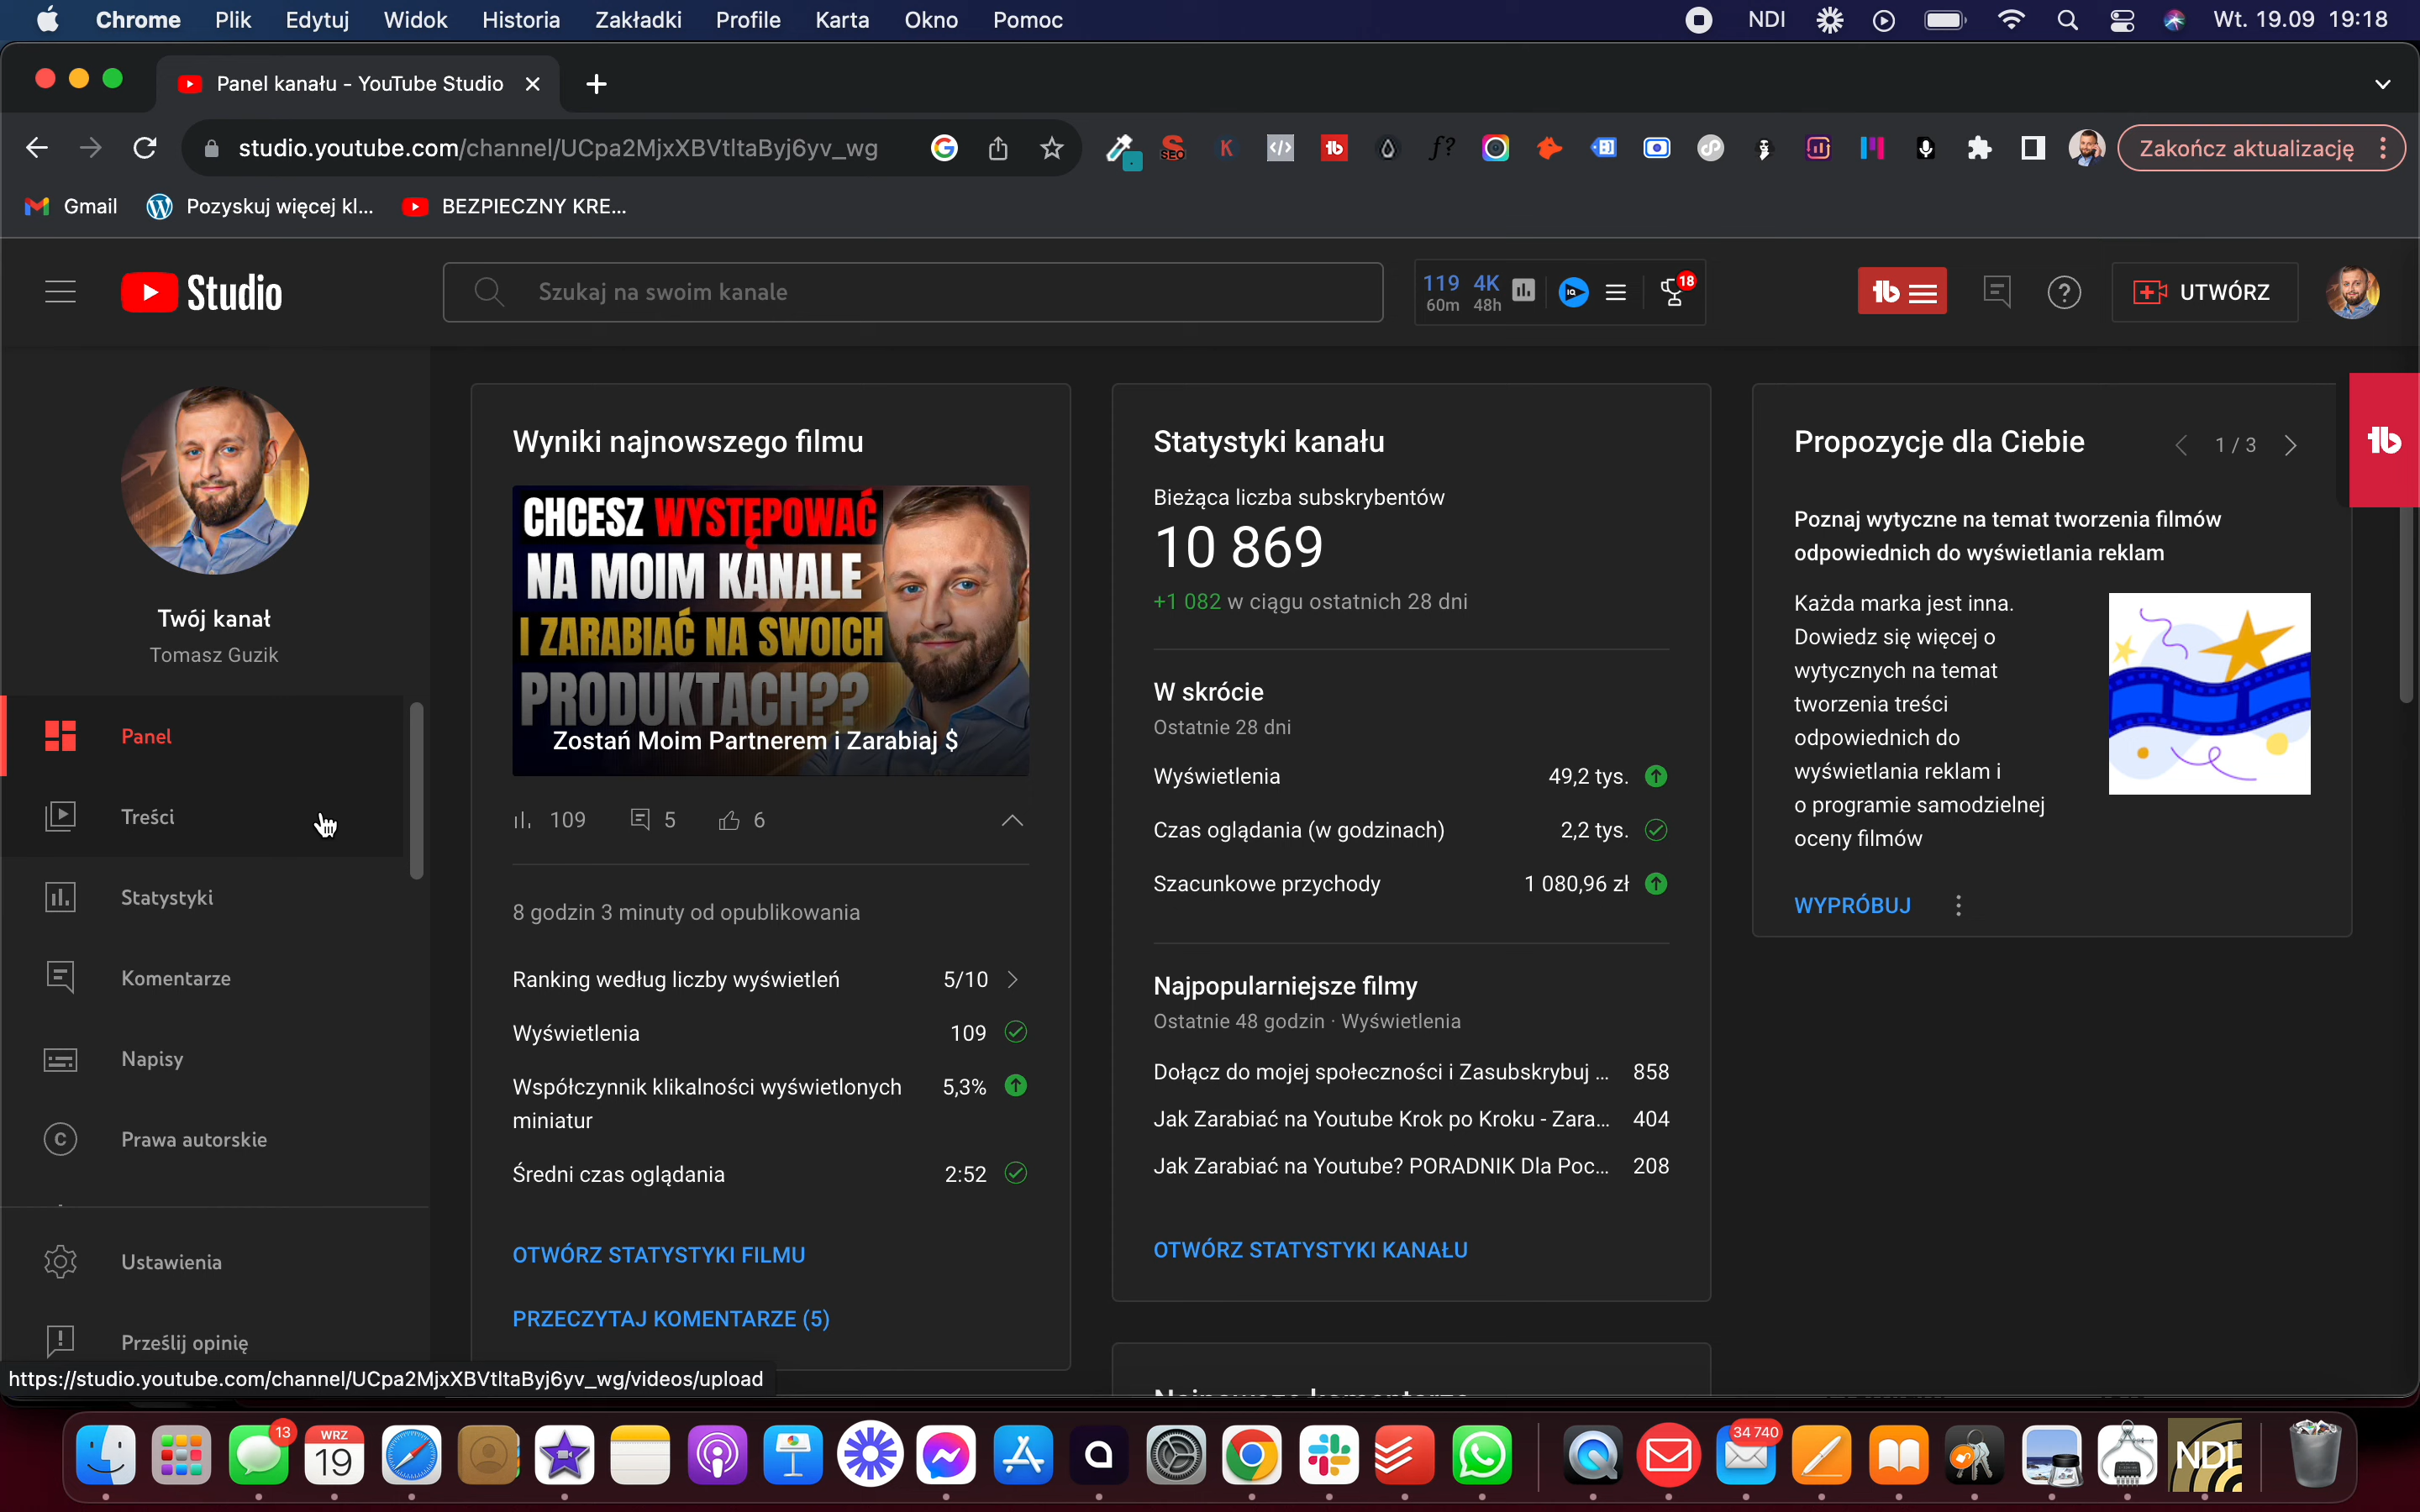 Chrome Plik Edytuj Widok Historia Zakładki Profile Karta Okno Pomoc NDI Wt. 19.09 19:18
Panel kanału - YouTube Studio
studio.youtube.com/channel/UCpa2MjxXBVtltaByj6yv_wg
SEO K </> f? Zakończ aktualizację
Gmail Pozyskuj więcej kl... BEZPIECZNY KRE...
Studio
Szukaj na swoim kanale
119 4K
60m 48h
IQ
18
UTWÓRZ
Twój kanał
Tomasz Guzik
Panel
Treści
Statystyki
Komentarze
Napisy
Prawa autorskie
Ustawienia
Prześlij opinię
https://studio.youtube.com/channel/UCpa2MjxXBVtltaByj6yv_wg/videos/upload
Wyniki najnowszego filmu
CHCESZ WYSTĘPOWAĆ
NA MOIM KANALE
I ZARABIAĆ NA SWOICH
PRODUKTACH??
Zostań Moim Partnerem i Zarabiaj $
109 5 6
8 godzin 3 minuty od opublikowania
Ranking według liczby wyświetleń 5/10
Wyświetlenia 109
Współczynnik klikalności wyświetlonych 5,3%
miniatur
Średni czas oglądania 2:52
OTWÓRZ STATYSTYKI FILMU
PRZECZYTAJ KOMENTARZE (5)
Statystyki kanału
Bieżąca liczba subskrybentów
10 869
+1 082 w ciągu ostatnich 28 dni
W skrócie
Ostatnie 28 dni
Wyświetlenia 49,2 tys.
Czas oglądania (w godzinach) 2,2 tys.
Szacunkowe przychody 1 080,96 zł
Najpopularniejsze filmy
Ostatnie 48 godzin · Wyświetlenia
Dołącz do mojej społeczności i Zasubskrybuj ... 858
Jak Zarabiać na Youtube Krok po Kroku - Zara... 404
Jak Zarabiać na Youtube? PORADNIK Dla Poc... 208
OTWÓRZ STATYSTYKI KANAŁU
Propozycje dla Ciebie 1 / 3
Poznaj wytyczne na temat tworzenia filmów
odpowiednich do wyświetlania reklam
Każda marka jest inna.
Dowiedz się więcej o
wytycznych na temat
tworzenia treści
odpowiednich do
wyświetlania reklam i
o programie samodzielnej
oceny filmów
WYPRÓBUJ
13
WRZ
19
34 740
NDI